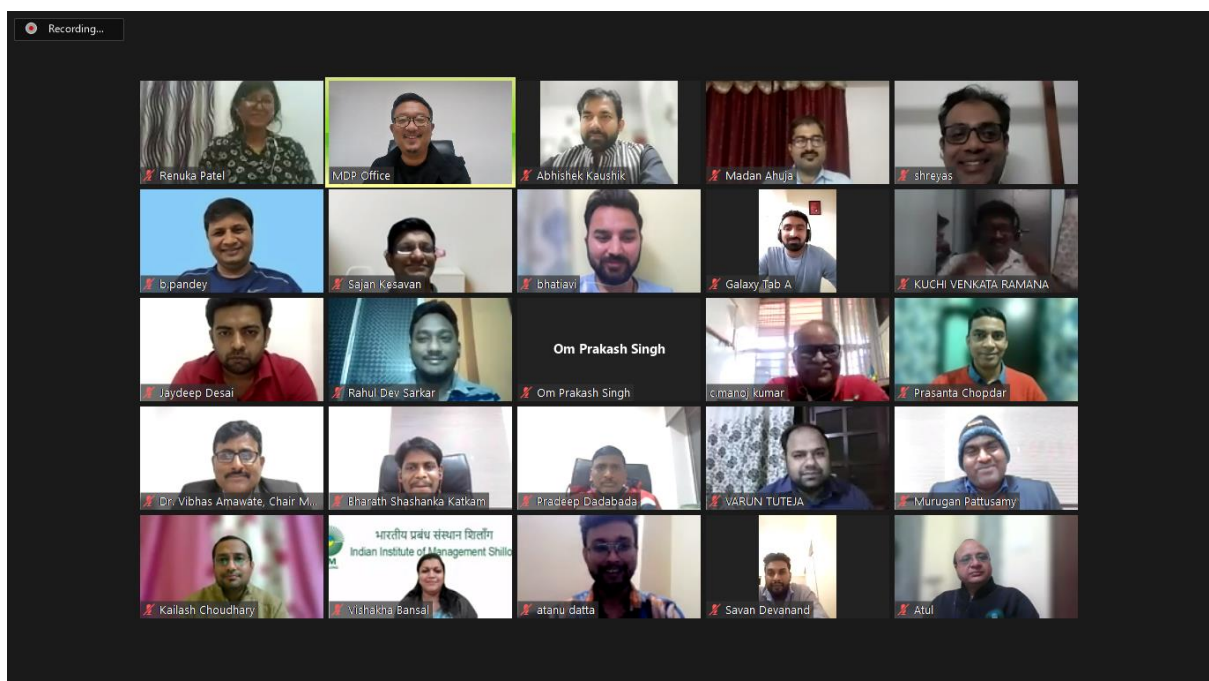 Recording...
Renuka Patel
MDP Office
Abhishek Kaushik
Madan Ahuja
shreyas
b.pandey
Sajan Kesavan
bhatiavi
Galaxy Tab A
KUCHI VENKATA RAMANA
Jaydeep Desai
Rahul Dev Sarkar
Om Prakash Singh
Om Prakash Singh
c.manoj kumar
Prasanta Chopdar
Dr. Vibhas Amawate, Chair M...
Bharath Shashanka Katkam
Pradeep Dadabada
VARUN TUTEJA
Murugan Pattusamy
भारतीय प्रबंध संस्थान शिलाँग
Indian Institute of Management Shillo
Kailash Choudhary
Vishakha Bansal
atanu datta
Savan Devanand
Atul